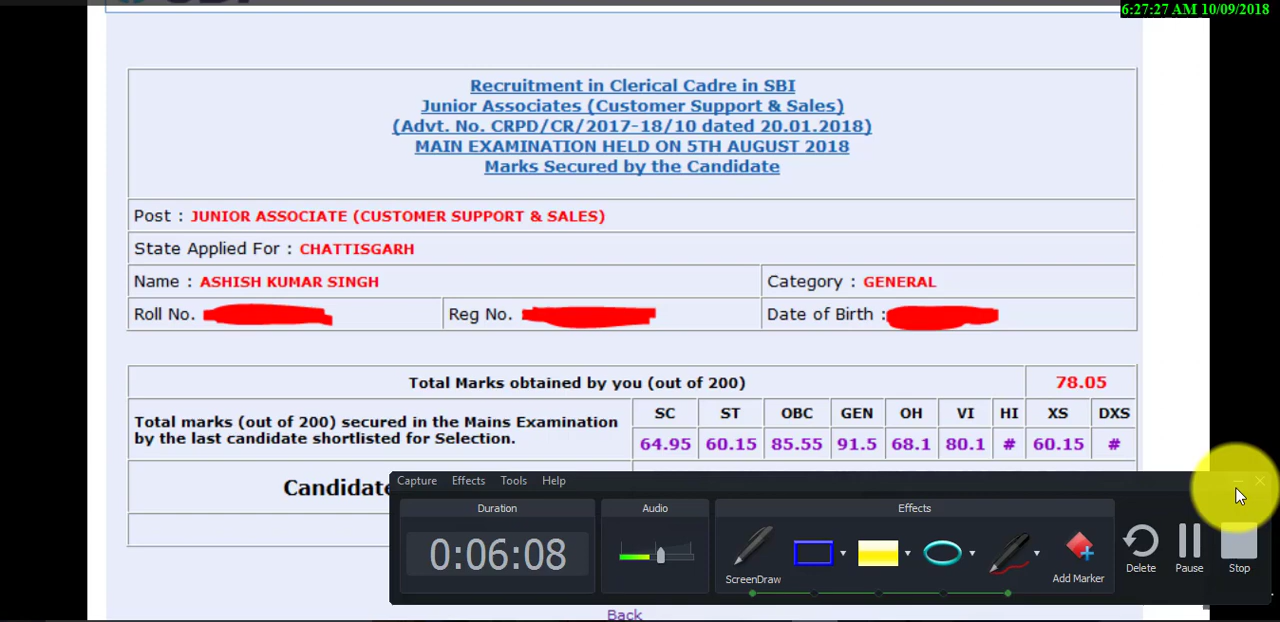 6:27:27 AM 10/09/2018
Recruitment in Clerical Cadre in SBI
Junior Associates (Customer Support & Sales)
(Advt. No. CRPD/CR/2017-18/10 dated 20.01.2018)
MAIN EXAMINATION HELD ON 5TH AUGUST 2018
Marks Secured by the Candidate
Post : JUNIOR ASSOCIATE (CUSTOMER SUPPORT & SALES)
State Applied For : CHATTISGARH
Name : ASHISH KUMAR SINGH Category : GENERAL
Roll No. Reg No. Date of Birth :
Total Marks obtained by you (out of 200) 78.05
Total marks (out of 200) secured in the Mains Examination
by the last candidate shortlisted for Selection.
SC ST OBC GEN OH VI HI XS DXS
64.95 60.15 85.55 91.5 68.1 80.1 # 60.15 #
Candidate
Capture Effects Tools Help
Duration Audio Effects
0:06:08
ScreenDraw Add Marker Delete Pause Stop
Back